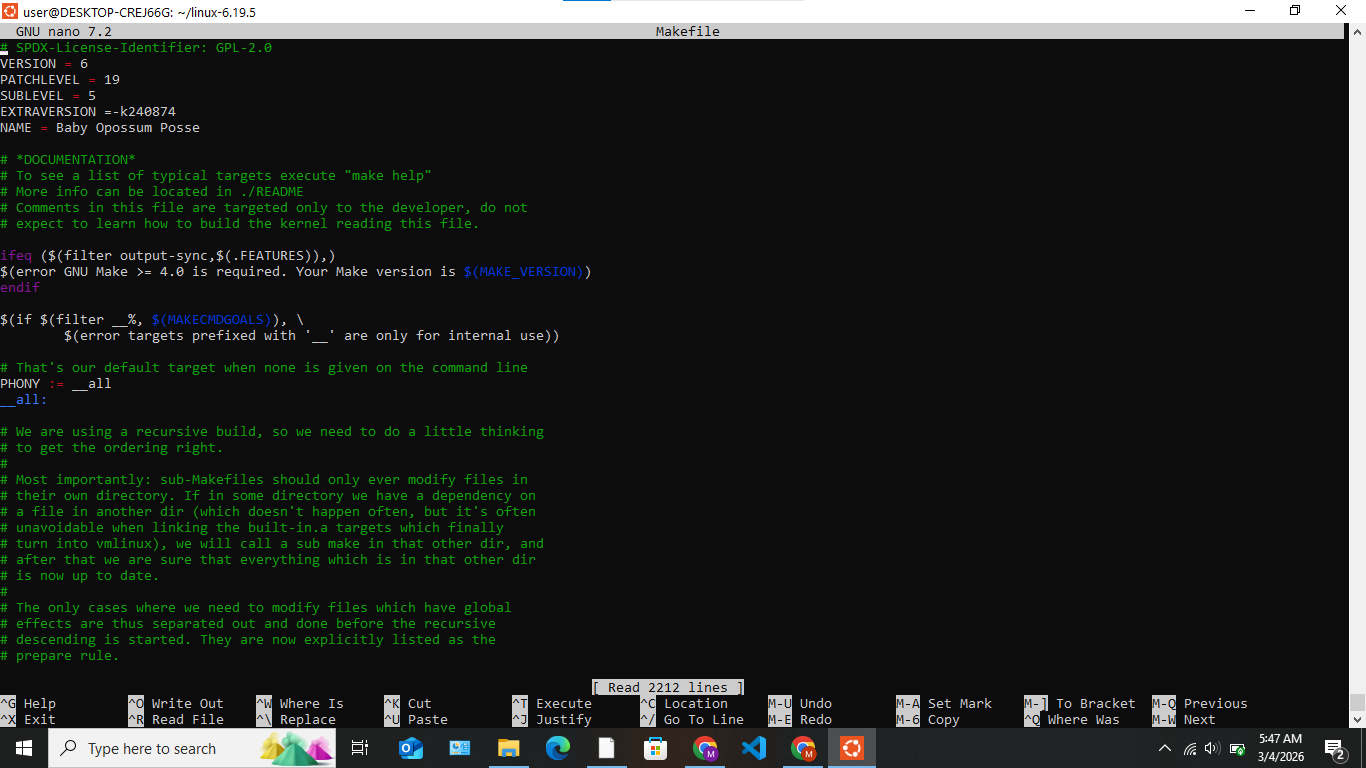 user@DESKTOP-CREJ66G: ~/linux-6.19.5
GNU nano 7.2 Makefile
# SPDX-License-Identifier: GPL-2.0
VERSION = 6
PATCHLEVEL = 19
SUBLEVEL = 5
EXTRAVERSION =-k240874
NAME = Baby Opossum Posse
# *DOCUMENTATION*
# To see a list of typical targets execute "make help"
# More info can be located in ./README
# Comments in this file are targeted only to the developer, do not
# expect to learn how to build the kernel reading this file.
ifeq ($(filter output-sync,$(.FEATURES)),)
$(error GNU Make >= 4.0 is required. Your Make version is $(MAKE_VERSION))
endif
$(if $(filter __%, $(MAKECMDGOALS)), \
        $(error targets prefixed with '__' are only for internal use))
# That's our default target when none is given on the command line
PHONY := __all
__all:
# We are using a recursive build, so we need to do a little thinking
# to get the ordering right.
#
# Most importantly: sub-Makefiles should only ever modify files in
# their own directory. If in some directory we have a dependency on
# a file in another dir (which doesn't happen often, but it's often
# unavoidable when linking the built-in.a targets which finally
# turn into vmlinux), we will call a sub make in that other dir, and
# after that we are sure that everything which is in that other dir
# is now up to date.
#
# The only cases where we need to modify files which have global
# effects are thus separated out and done before the recursive
# descending is started. They are now explicitly listed as the
# prepare rule.
[ Read 2212 lines ]
^G Help ^O Write Out ^W Where Is ^K Cut ^T Execute ^C Location M-U Undo M-A Set Mark M-] To Bracket M-Q Previous
^X Exit ^R Read File ^\ Replace ^U Paste ^J Justify ^/ Go To Line M-E Redo M-6 Copy ^Q Where Was M-W Next
Type here to search
M
M
5:47 AM
3/4/2026
2